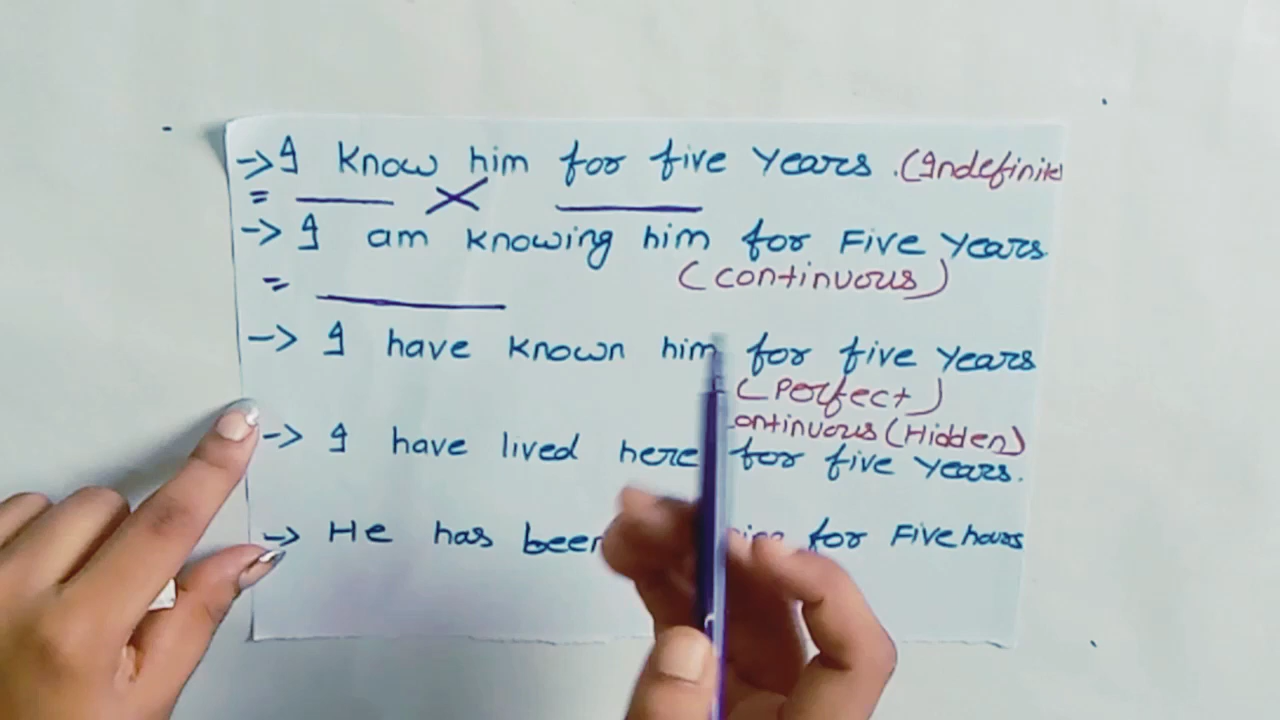 -> I know him for five years. (Indefinite
= X
-> I am knowing him for Five years.
= (continuous)
-> I have known him for five years
(Perfect)
ontinuous (Hidden)
-> I have lived here for five years.
-> He has been for Five hours